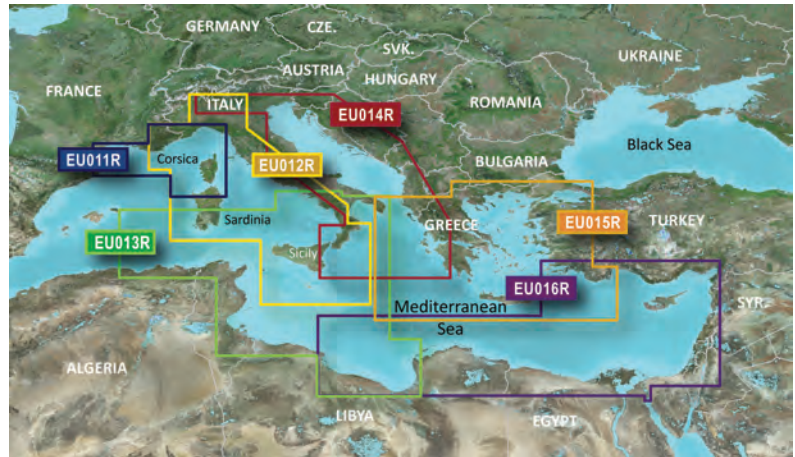 GERMANY
CZE.
SVK.
UKRAINE
AUSTRIA
HUNGARY
FRANCE
ITALY
EU014R
ROMANIA
Black Sea
EU011R
Corsica
EU012R
BULGARIA
Sardinia
GREECE
EU015R
TURKEY
EU013R
Sicily
EU016R
Mediterranean
Sea
SYR.
ALGERIA
LIBYA
EGYPT